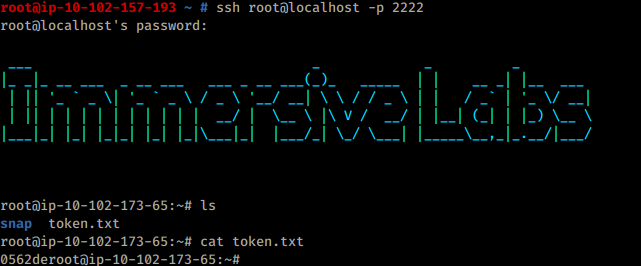 root@ip-10-102-157-193 ~ # ssh root@localhost -p 2222
root@localhost's password:
Immersive Labs
root@ip-10-102-173-65:~# ls
snap  token.txt
root@ip-10-102-173-65:~# cat token.txt
0562deroot@ip-10-102-173-65:~#